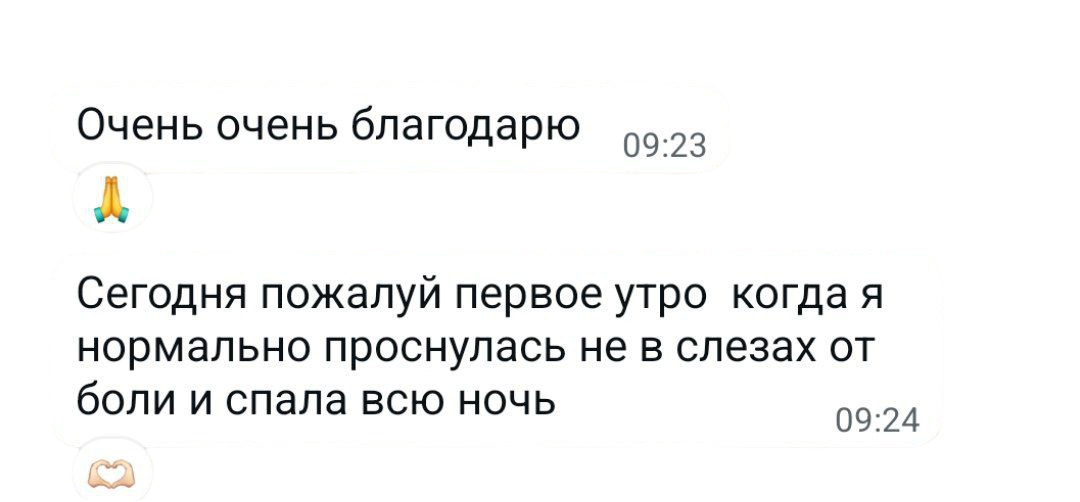 Очень очень благодарю
09:23
🙏
Сегодня пожалуй первое утро  когда я
нормально проснулась не в слезах от
боли и спала всю ночь
09:24
🫶🏻